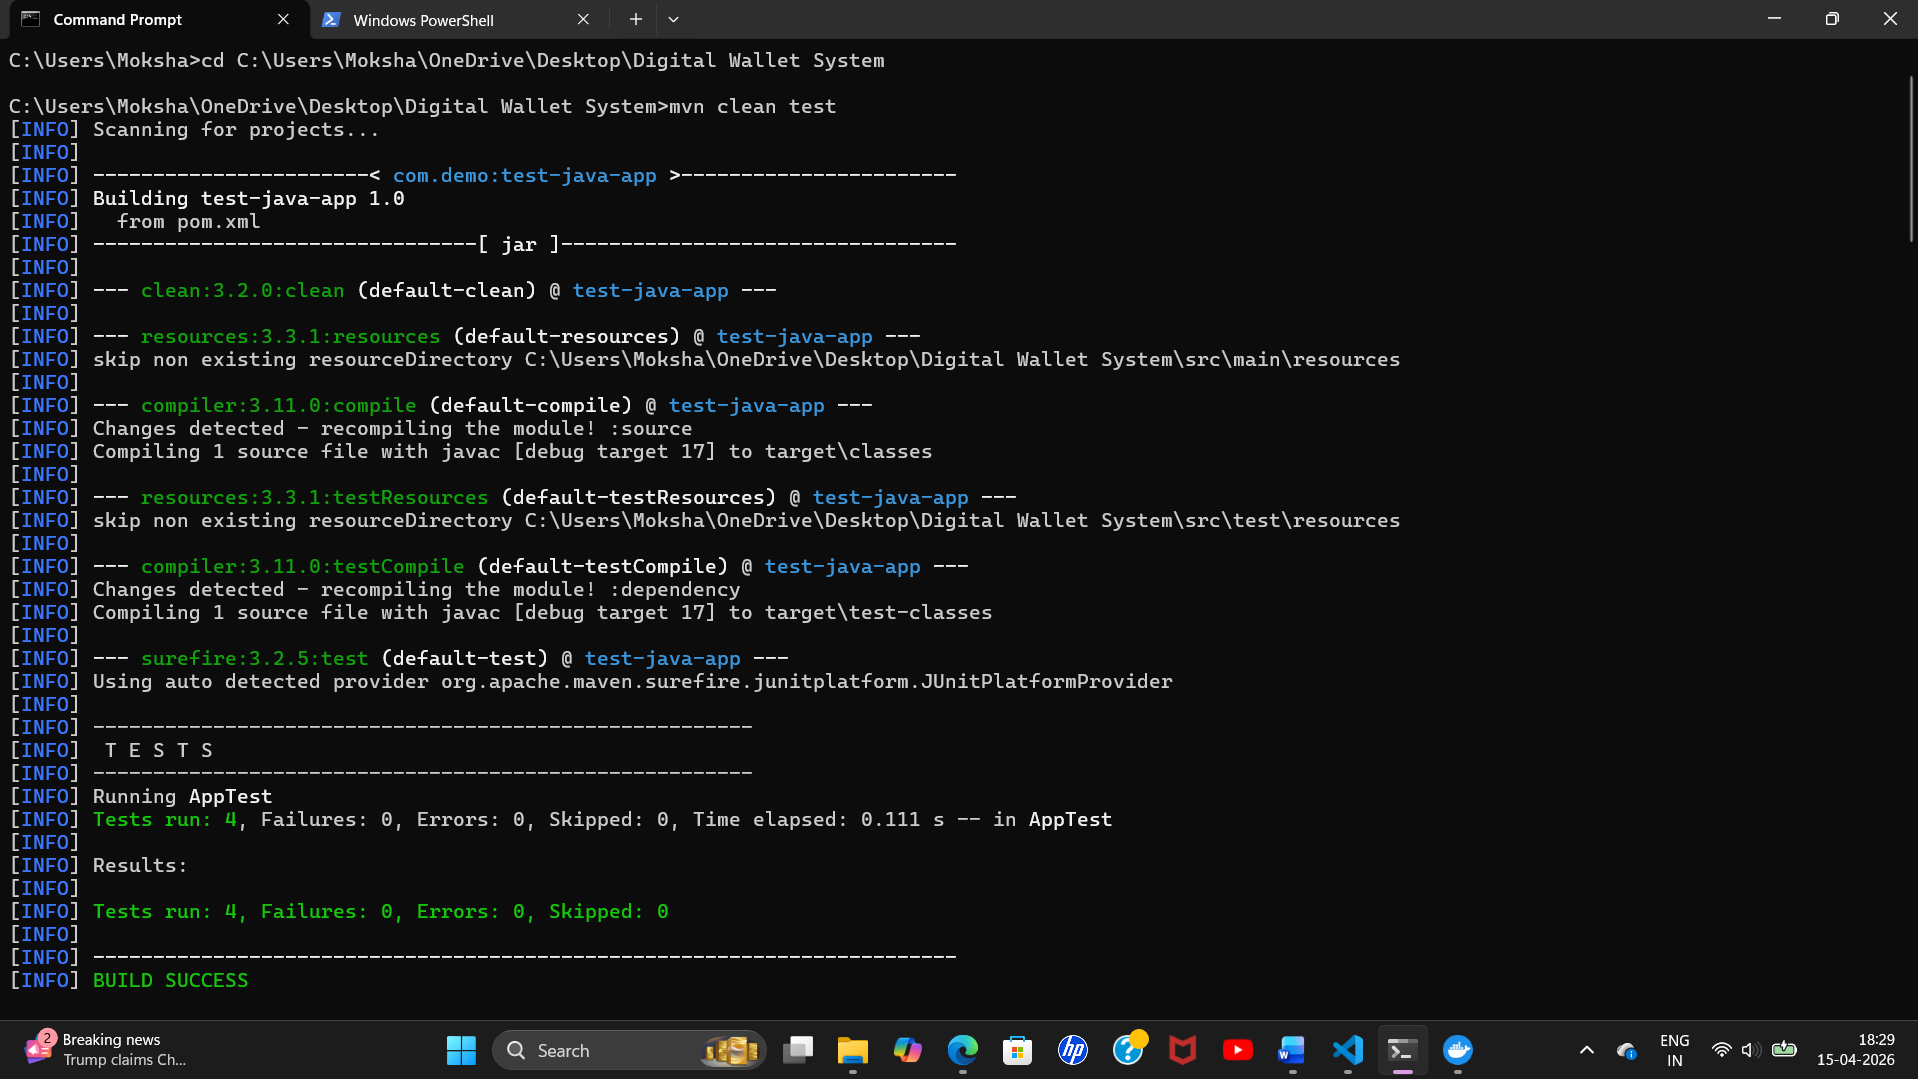 Command Prompt
Windows PowerShell
C:\Users\Moksha>cd C:\Users\Moksha\OneDrive\Desktop\Digital Wallet System
C:\Users\Moksha\OneDrive\Desktop\Digital Wallet System>mvn clean test
[INFO] Scanning for projects...
[INFO]
[INFO] -----------------------< com.demo:test-java-app >-----------------------
[INFO] Building test-java-app 1.0
[INFO]   from pom.xml
[INFO] --------------------------------[ jar ]---------------------------------
[INFO]
[INFO] --- clean:3.2.0:clean (default-clean) @ test-java-app ---
[INFO]
[INFO] --- resources:3.3.1:resources (default-resources) @ test-java-app ---
[INFO] skip non existing resourceDirectory C:\Users\Moksha\OneDrive\Desktop\Digital Wallet System\src\main\resources
[INFO]
[INFO] --- compiler:3.11.0:compile (default-compile) @ test-java-app ---
[INFO] Changes detected - recompiling the module! :source
[INFO] Compiling 1 source file with javac [debug target 17] to target\classes
[INFO]
[INFO] --- resources:3.3.1:testResources (default-testResources) @ test-java-app ---
[INFO] skip non existing resourceDirectory C:\Users\Moksha\OneDrive\Desktop\Digital Wallet System\src\test\resources
[INFO]
[INFO] --- compiler:3.11.0:testCompile (default-testCompile) @ test-java-app ---
[INFO] Changes detected - recompiling the module! :dependency
[INFO] Compiling 1 source file with javac [debug target 17] to target\test-classes
[INFO]
[INFO] --- surefire:3.2.5:test (default-test) @ test-java-app ---
[INFO] Using auto detected provider org.apache.maven.surefire.junitplatform.JUnitPlatformProvider
[INFO]
[INFO] -------------------------------------------------------
[INFO]  T E S T S
[INFO] -------------------------------------------------------
[INFO] Running AppTest
[INFO] Tests run: 4, Failures: 0, Errors: 0, Skipped: 0, Time elapsed: 0.111 s -- in AppTest
[INFO]
[INFO] Results:
[INFO]
[INFO] Tests run: 4, Failures: 0, Errors: 0, Skipped: 0
[INFO]
[INFO] ------------------------------------------------------------------------
[INFO] BUILD SUCCESS
2
Breaking news
Trump claims Ch...
Search
hp
ENG
IN
18:29
15-04-2026